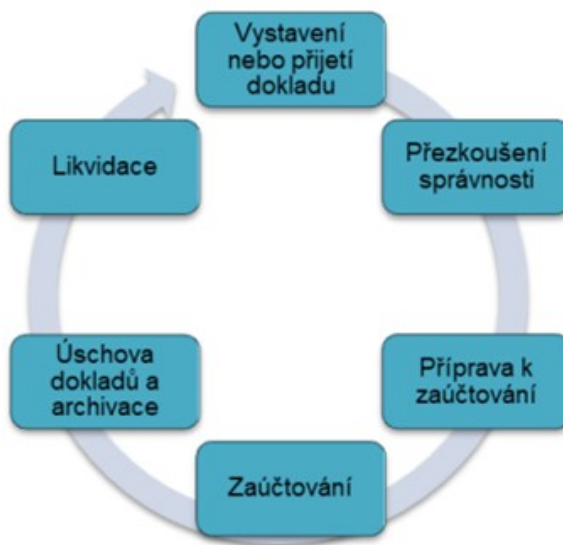 Vystavení
nebo přijetí
dokladu
Přezkoušení
správnosti
Příprava k
zaúčtování
Zaúčtování
Úschova
dokladů a
archivace
Likvidace